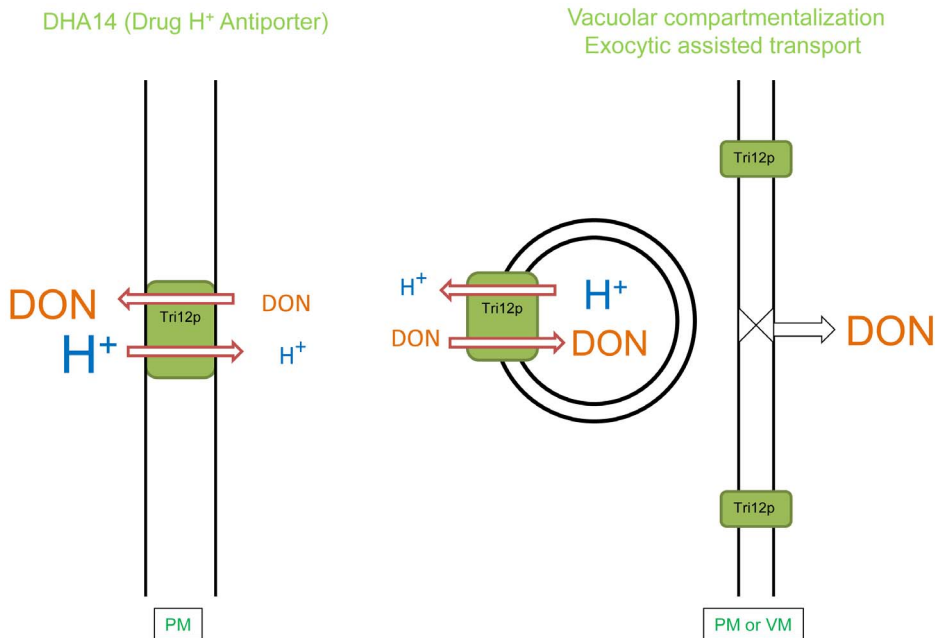 DHA14 (Drug H⁺ Antiporter)
Vacuolar compartmentalization
Exocytic assisted transport
Tri12p
DON
DON
Tri12p
H⁺
H⁺
H⁺
H⁺
Tri12p
DON
DON
DON
Tri12p
PM
PM or VM